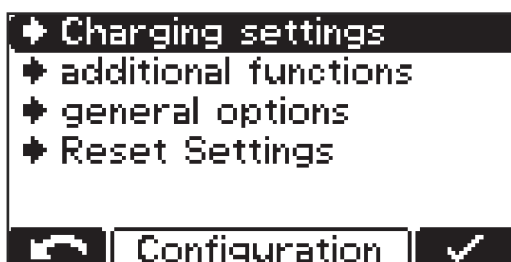 Charging settings
additional functions
general options
Reset Settings
Configuration